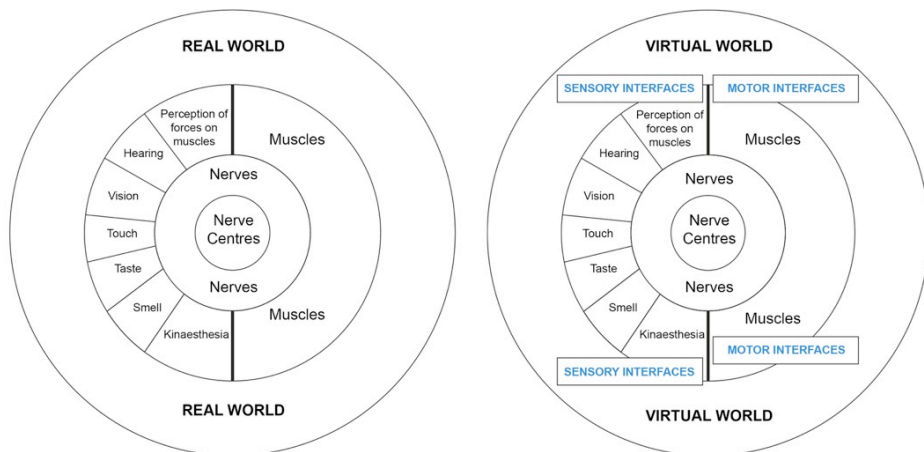 REAL WORLD
Perception of
forces on
muscles
Muscles
Hearing
Nerves
Vision
Nerve
Centres
Touch
Taste
Nerves
Smell
Muscles
Kinaesthesia
REAL WORLD
VIRTUAL WORLD
SENSORY INTERFACES
MOTOR INTERFACES
Perception of
forces on
muscles
Muscles
Hearing
Nerves
Vision
Nerve
Centres
Touch
Taste
Nerves
Smell
Muscles
Kinaesthesia
MOTOR INTERFACES
SENSORY INTERFACES
VIRTUAL WORLD